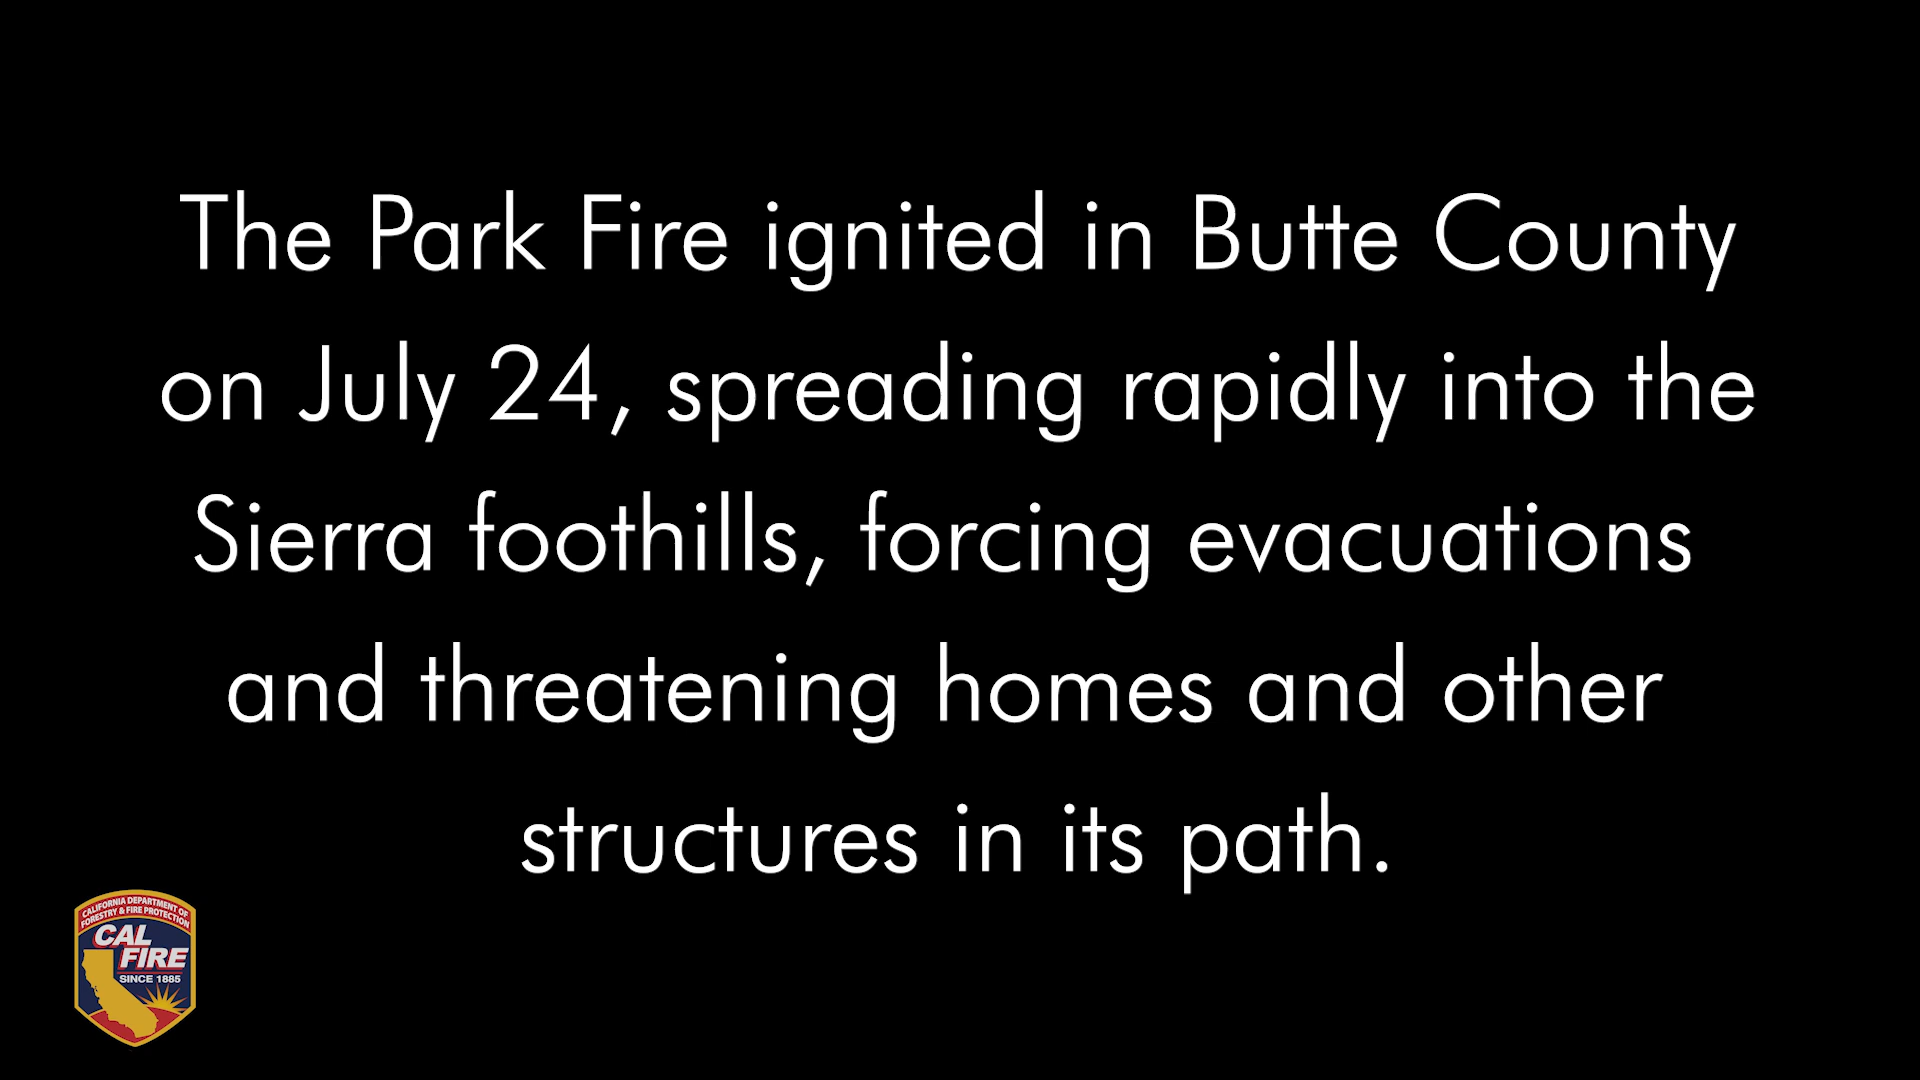 The Park Fire ignited in Butte County
on July 24, spreading rapidly into the
Sierra foothills, forcing evacuations
and threatening homes and other
structures in its path.
CALIFORNIA DEPARTMENT OF
FORESTRY & FIRE PROTECTION
CAL
FIRE
SINCE 1885